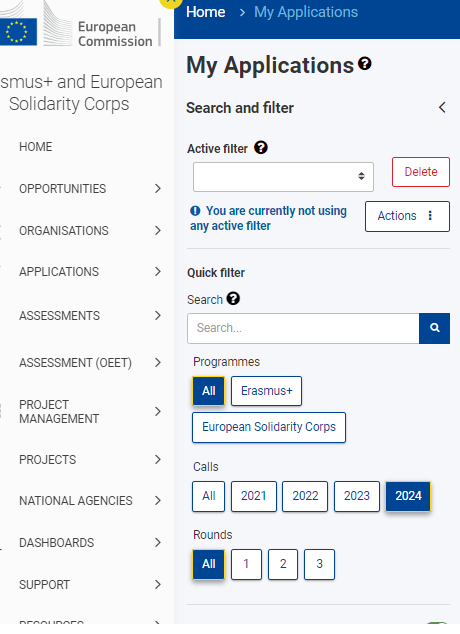 European
Commission
smus+ and European
Solidarity Corps
HOME
OPPORTUNITIES
ORGANISATIONS
APPLICATIONS
ASSESSMENTS
ASSESSMENT (OEET)
PROJECT
MANAGEMENT
PROJECTS
NATIONAL AGENCIES
DASHBOARDS
SUPPORT
RESOURCES
Home > My Applications
My Applications ?
Search and filter
Active filter ?
Delete
You are currently not using
any active filter
Actions
Quick filter
Search ?
Search...
Programmes
All Erasmus+
European Solidarity Corps
Calls
All 2021 2022 2023 2024
Rounds
All 1 2 3